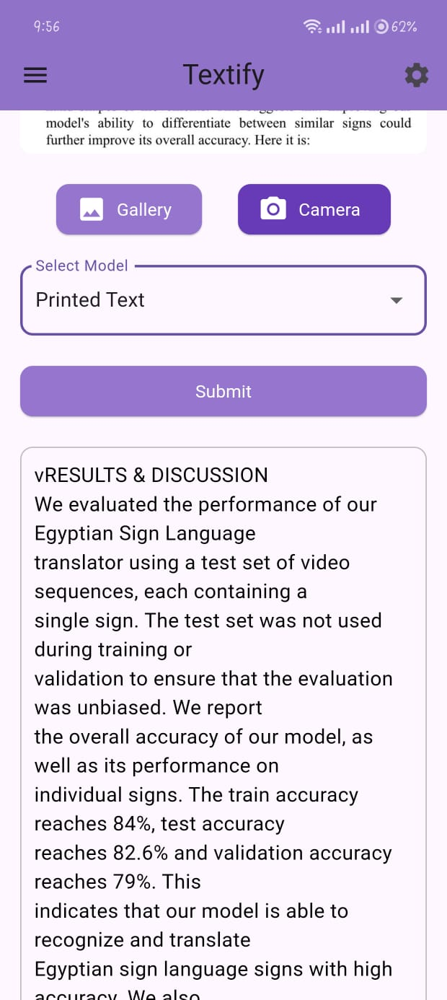 9:56
62%
Textify
model's ability to differentiate between similar signs could
further improve its overall accuracy. Here it is:
Gallery
Camera
Select Model
Printed Text
Submit
vRESULTS & DISCUSSION
We evaluated the performance of our
Egyptian Sign Language
translator using a test set of video
sequences, each containing a
single sign. The test set was not used
during training or
validation to ensure that the evaluation
was unbiased. We report
the overall accuracy of our model, as
well as its performance on
individual signs. The train accuracy
reaches 84%, test accuracy
reaches 82.6% and validation accuracy
reaches 79%. This
indicates that our model is able to
recognize and translate
Egyptian sign language signs with high
accuracy. We also